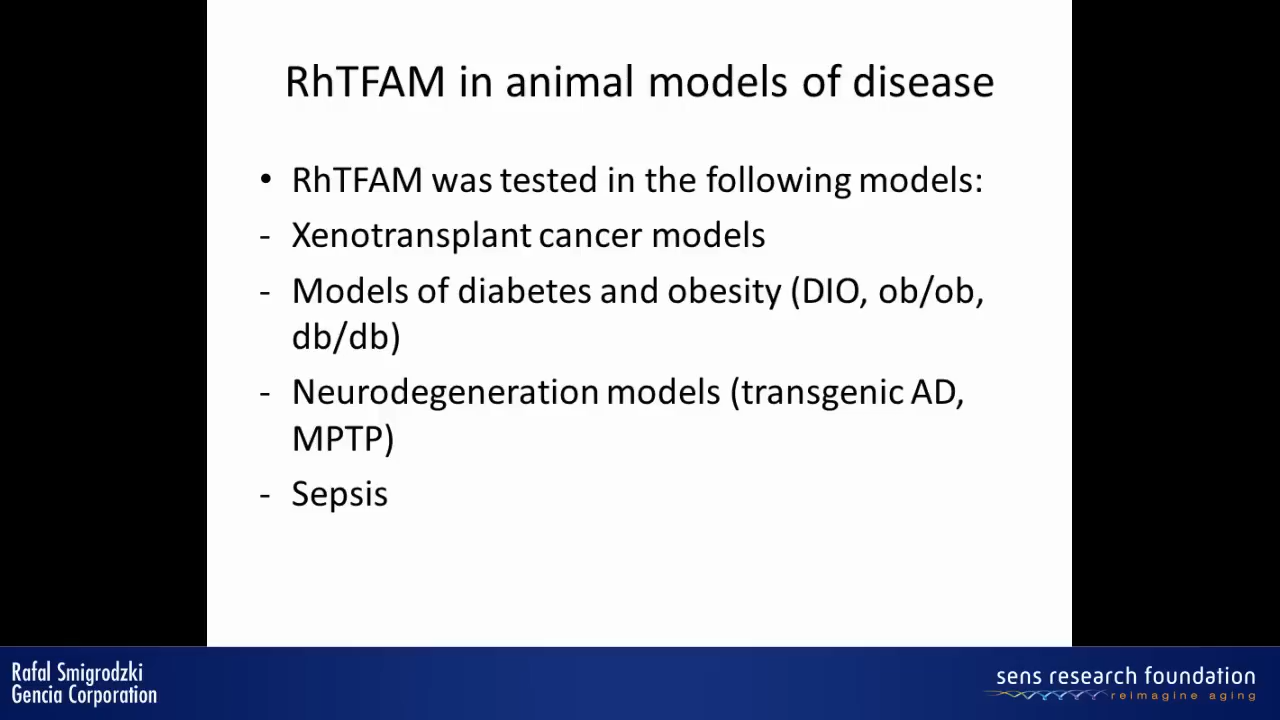 RhTFAM in animal models of disease
• RhTFAM was tested in the following models:
- Xenotransplant cancer models
- Models of diabetes and obesity (DIO, ob/ob,
db/db)
- Neurodegeneration models (transgenic AD,
MPTP)
- Sepsis
Rafal Smigrodzki
Gencia Corporation
sens research foundation
reimagine aging